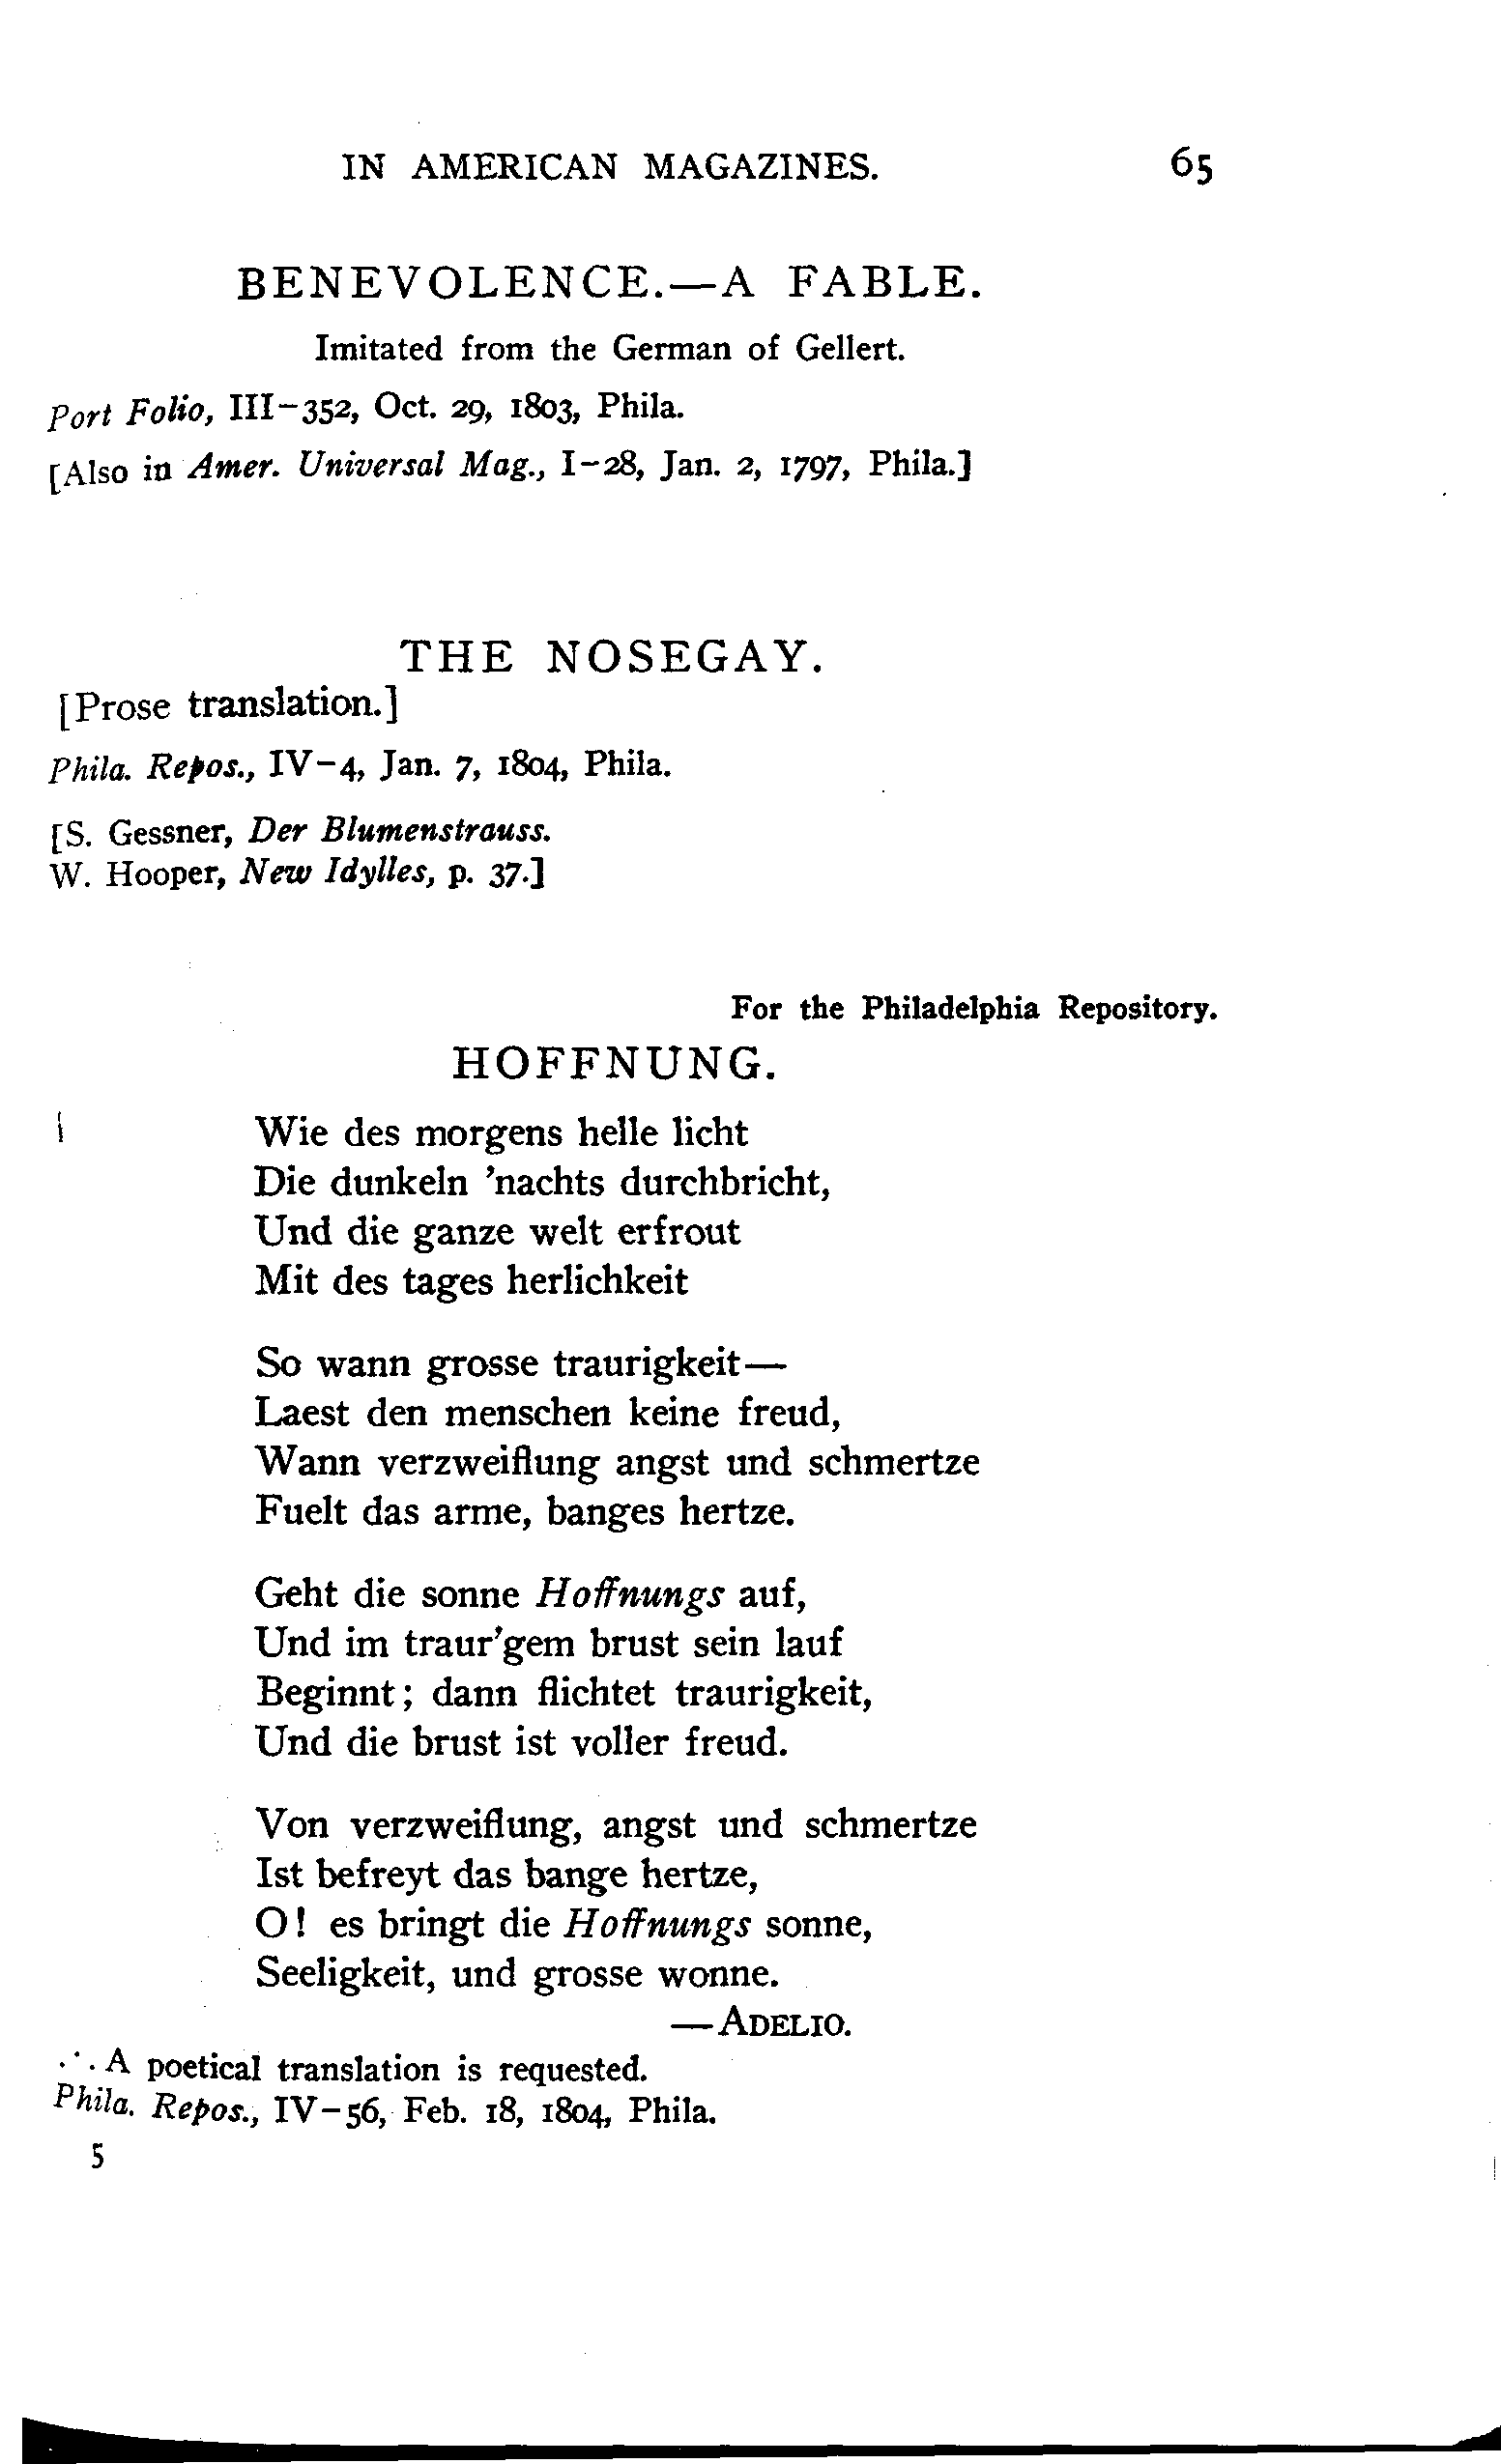 IN AMERICAN MAGAZINES. 65
BENEVOLENCE.—A FABLE.
Imitated from the German of Gellert.
Port Folio, III-352, Oct. 29, 1803, Phila.
[Also in Amer. Universal Mag., I-28, Jan. 2, 1797, Phila.]
THE NOSEGAY.
[Prose translation.]
Phila. Repos., IV-4, Jan. 7, 1804, Phila.
[S. Gessner, Der Blumenstrauss.
W. Hooper, New Idylles, p. 37.]
For the Philadelphia Repository.
HOFFNUNG.
Wie des morgens helle licht
Die dunkeln 'nachts durchbricht,
Und die ganze welt erfrout
Mit des tages herlichkeit
So wann grosse traurigkeit—
Laest den menschen keine freud,
Wann verzweiflung angst und schmertze
Fuelt das arme, banges hertze.
Geht die sonne Hoffnungs auf,
Und im traur'gem brust sein lauf
Beginnt; dann flichtet traurigkeit,
Und die brust ist voller freud.
Von verzweiflung, angst und schmertze
Ist befreyt das bange hertze,
O! es bringt die Hoffnungs sonne,
Seeligkeit, und grosse wonne.
—ADELIO.
.˙. A poetical translation is requested.
Phila. Repos., IV-56, Feb. 18, 1804, Phila.
5